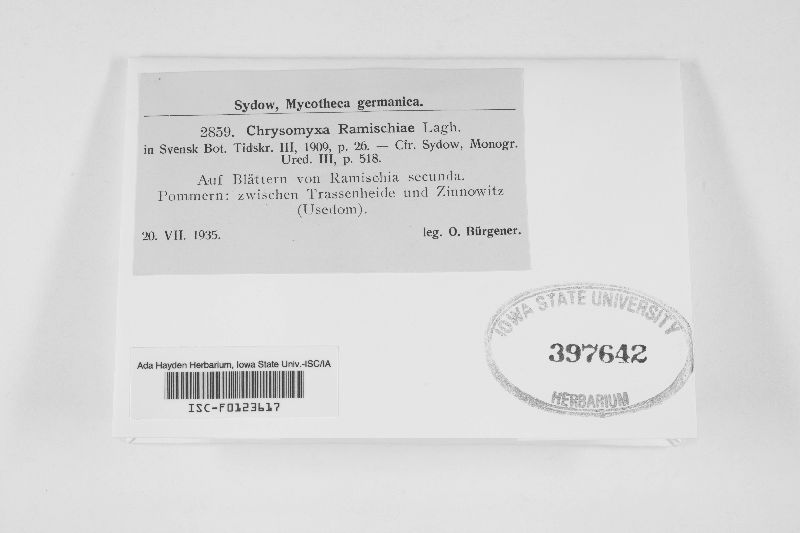 Sydow, Mycotheca germanica.
2859. Chrysomyxa Ramischiae Lagh.
in Svensk Bot. Tidskr. III, 1909, p. 26. — Cfr. Sydow, Monogr.
Ured. III, p. 518.
Auf Blättern von Ramischia secunda.
Pommern: zwischen Trassenheide und Zinnowitz
(Usedom).
20. VII. 1935. leg. O. Bürgener.
IOWA STATE UNIVERSITY
397642
HERBARIUM
Ada Hayden Herbarium, Iowa State Univ.-ISC/IA
ISC-F0123617